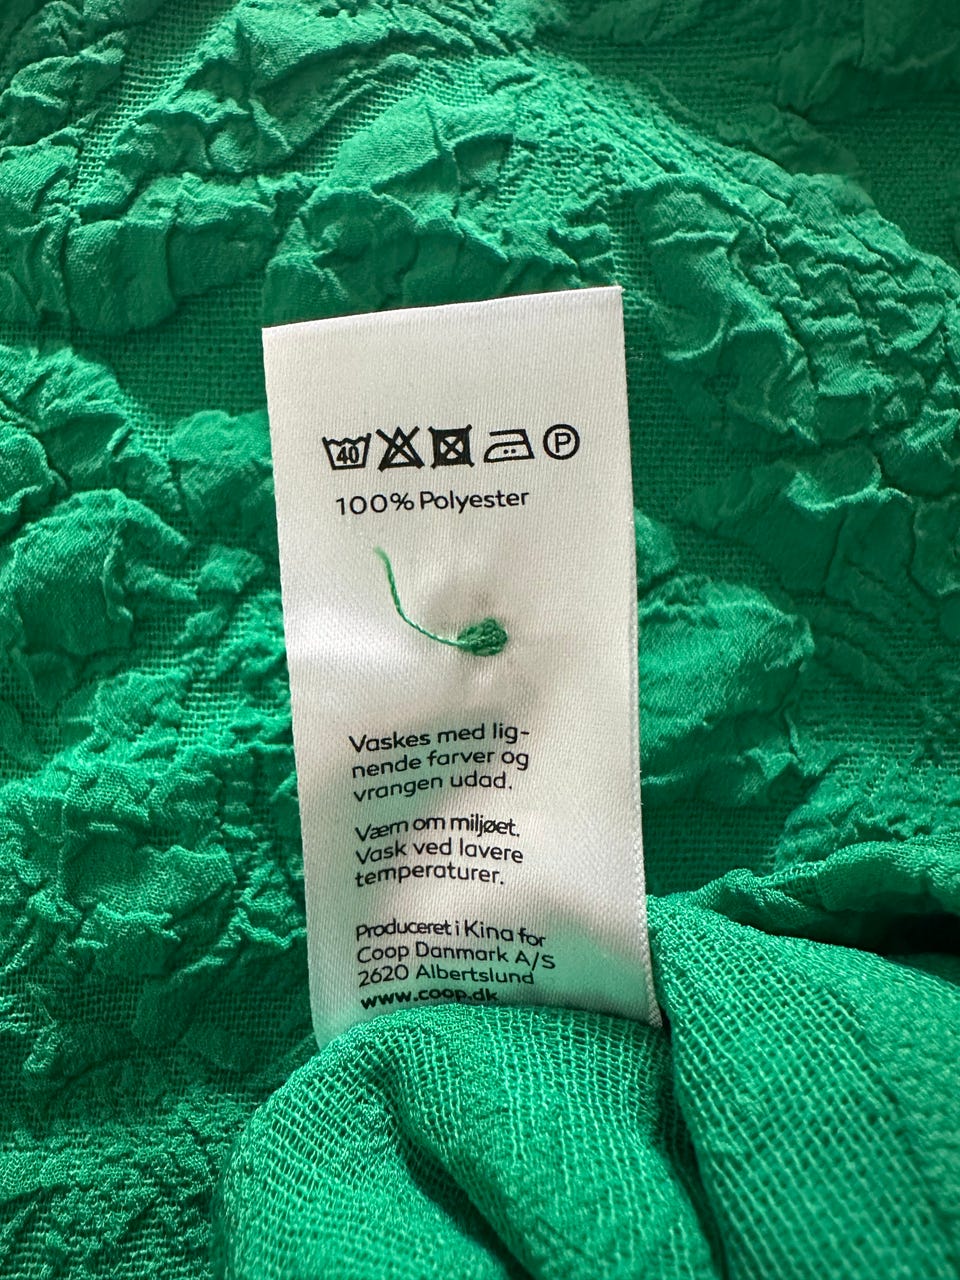 40 P
100% Polyester
Vaskes med lig-
nende farver og
vrangen udad.
Værn om miljøet.
Vask ved lavere
temperaturer.
Produceret i Kina for
Coop Danmark A/S
2620 Albertslund
www.coop.dk